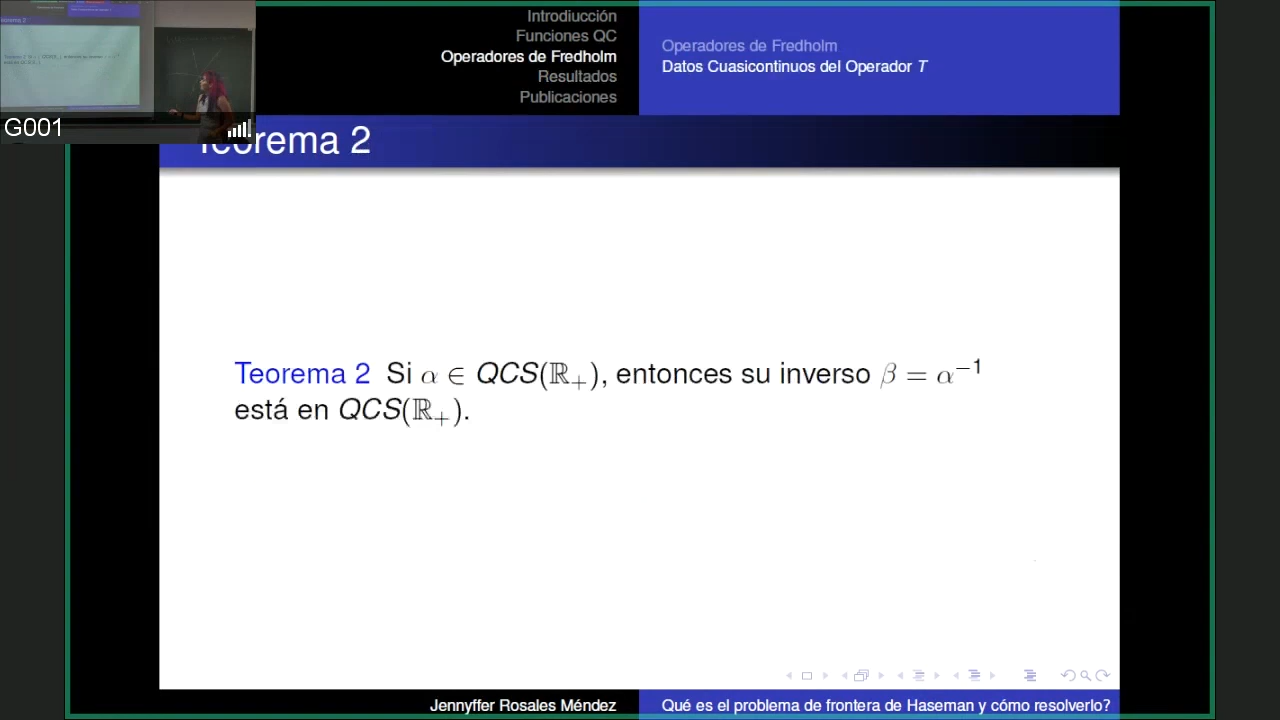 Introducción
Funciones QC
Operadores de Fredholm
Resultados
Publicaciones
Operadores de Fredholm
Datos Cuasicontinuos del Operador T
G001
Teorema 2
Teorema 2 Si α ∈ QCS(ℝ₊), entonces su inverso β = α⁻¹
está en QCS(ℝ₊).
Jennyffer Rosales Méndez
Qué es el problema de frontera de Haseman y cómo resolverlo?